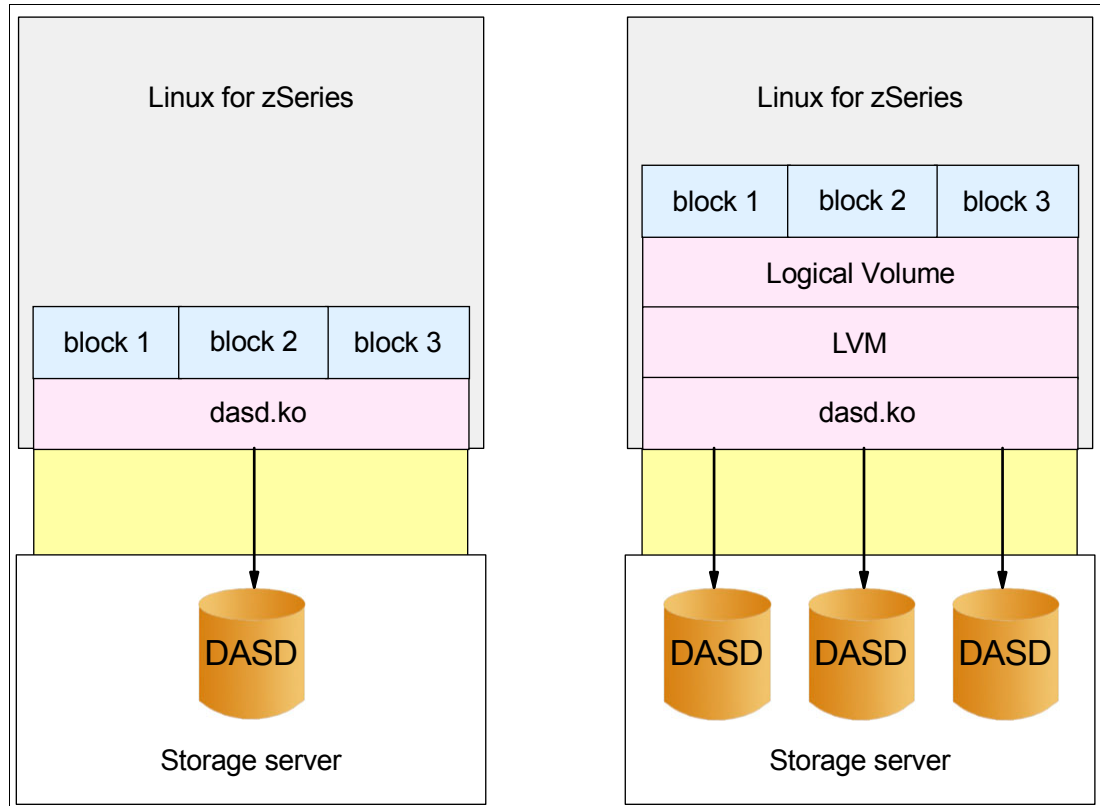 Linux for zSeries
block 1
block 2
block 3
dasd.ko
DASD
Storage server
Linux for zSeries
block 1
block 2
block 3
Logical Volume
LVM
dasd.ko
DASD
DASD
DASD
Storage server